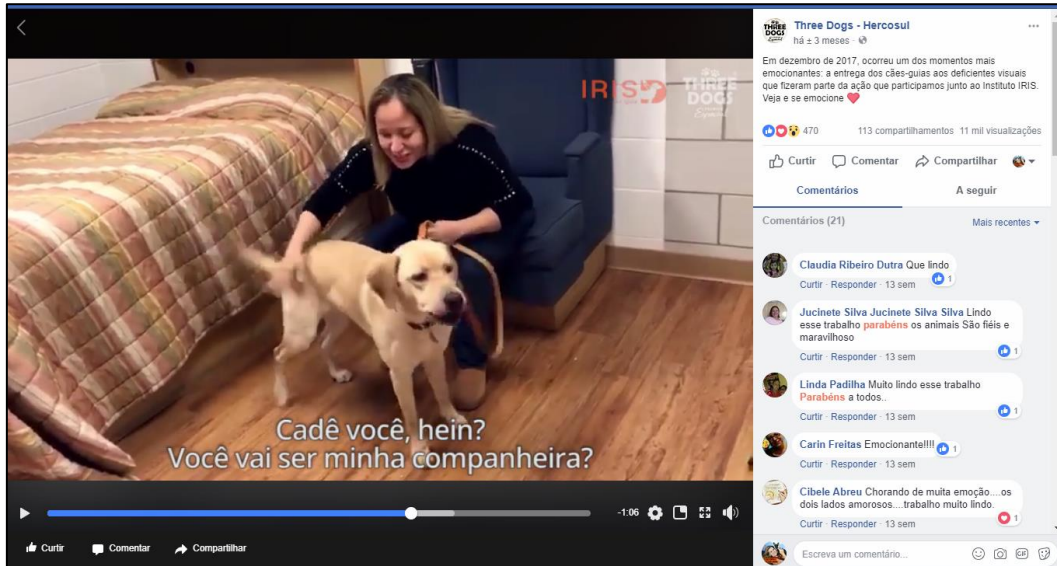 IRIS THREE DOGS
Especial
Cadê você, hein?
Você vai ser minha companheira?
-1:06
Curtir Comentar Compartilhar
THREE DOGS
Three Dogs - Hercosul
há ± 3 meses ·
Em dezembro de 2017, ocorreu um dos momentos mais
emocionantes: a entrega dos cães-guias aos deficientes visuais
que fizeram parte da ação que participamos junto ao Instituto IRIS.
Veja e se emocione ❤
470 113 compartilhamentos 11 mil visualizações
Curtir Comentar Compartilhar
Comentários A seguir
Comentários (21) Mais recentes
Claudia Ribeiro Dutra Que lindo
1
Curtir · Responder · 13 sem
Jucinete Silva Jucinete Silva Silva Lindo
esse trabalho parabéns os animais São fiéis e
maravilhoso
1
Curtir · Responder · 13 sem
Linda Padilha Muito lindo esse trabalho
Parabéns a todos..
1
Curtir · Responder · 13 sem
Carin Freitas Emocionante!!!! 1
Curtir · Responder · 13 sem
Cibele Abreu Chorando de muita emoção....os
dois lados amorosos....trabalho muito lindo.
1
Curtir · Responder · 13 sem
Escreva um comentário... GIF